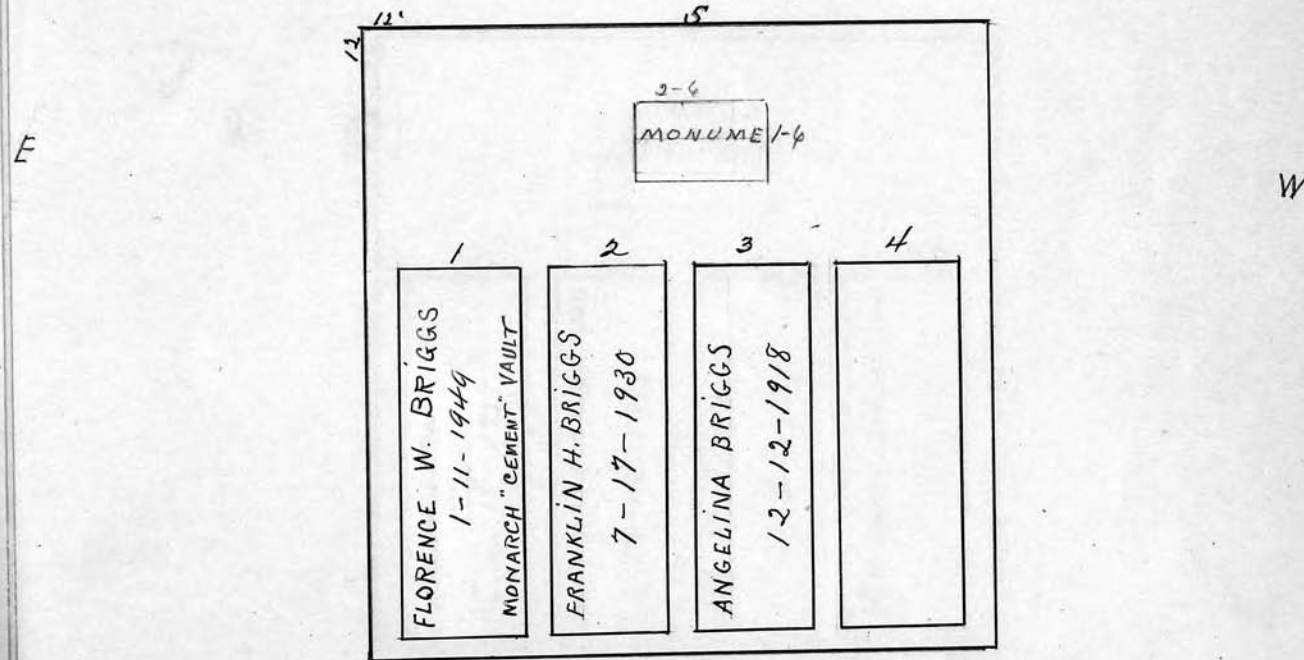 12' S
12
E
W
2-6
MONUME 1-6
1 2 3 4
FLORENCE W. BRIGGS
1-11-1949
MONARCH "CEMENT" VAULT
FRANKLIN H. BRIGGS
7-17-1930
ANGELINA BRIGGS
12-12-1918